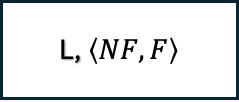 L, ⟨NF, F⟩